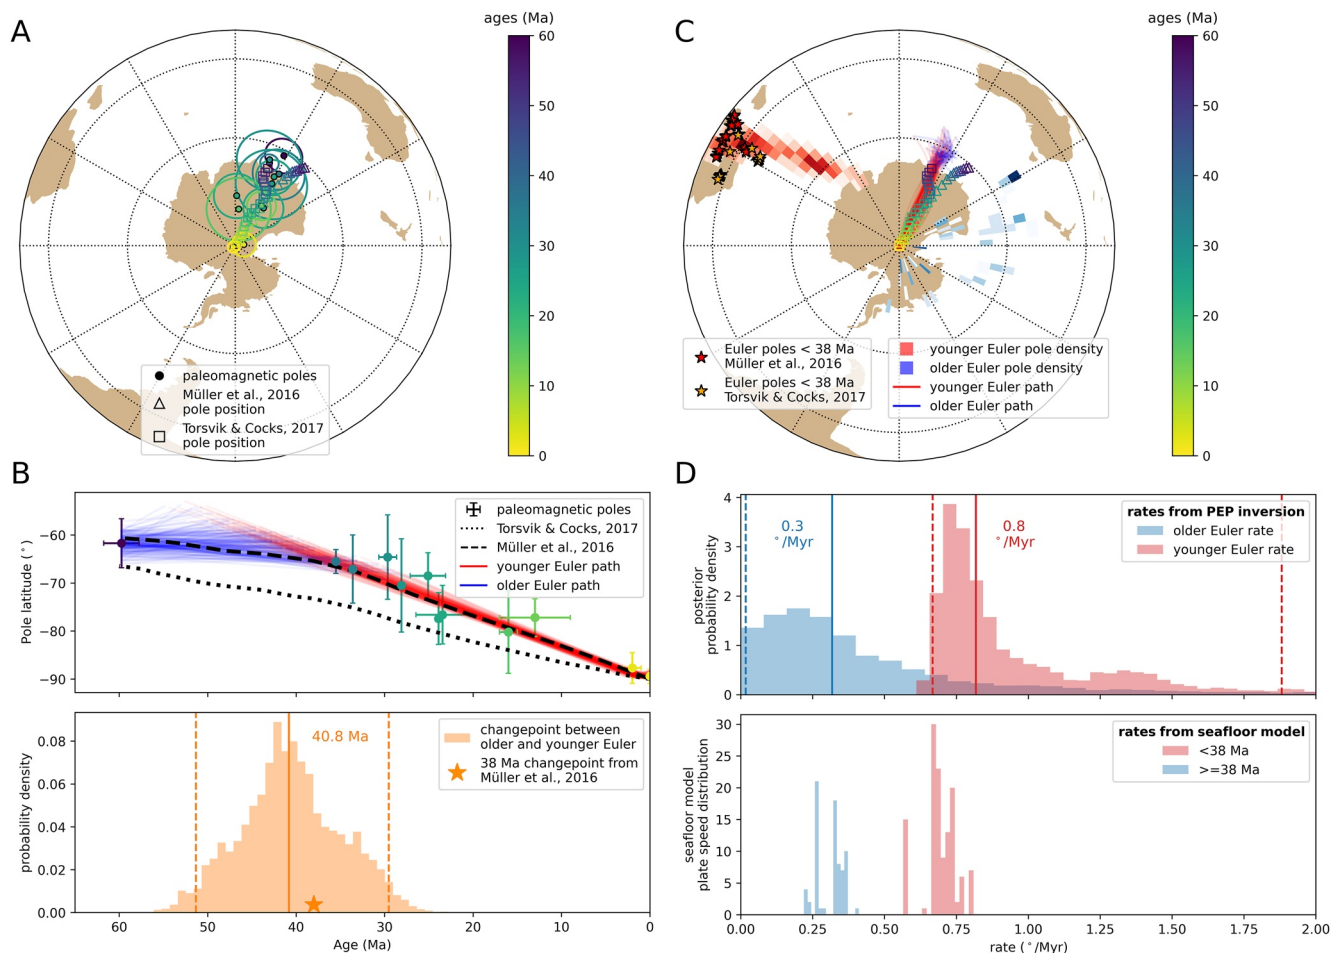 A
ages (Ma)
60
50
40
30
20
10
0
paleomagnetic poles
Müller et al., 2016
pole position
Torsvik & Cocks, 2017
pole position
C
ages (Ma)
60
50
40
30
20
10
0
Euler poles < 38 Ma
Müller et al., 2016
Euler poles < 38 Ma
Torsvik & Cocks, 2017
younger Euler pole density
older Euler pole density
younger Euler path
older Euler path
B
Pole latitude (°)
−60
−70
−80
−90
paleomagnetic poles
Torsvik & Cocks, 2017
Müller et al., 2016
younger Euler path
older Euler path
probability density
0.08
0.06
0.04
0.02
0.00
40.8 Ma
changepoint between
older and younger Euler
38 Ma changepoint from
Müller et al., 2016
60
50
40
30
20
10
0
Age (Ma)
D
posterior
probability density
4
3
2
1
0
0.3
°/Myr
0.8
°/Myr
rates from PEP inversion
older Euler rate
younger Euler rate
seafloor model
plate speed distribution
30
25
20
15
10
5
0
rates from seafloor model
<38 Ma
>=38 Ma
0.00
0.25
0.50
0.75
1.00
1.25
1.50
1.75
2.00
rate (°/Myr)